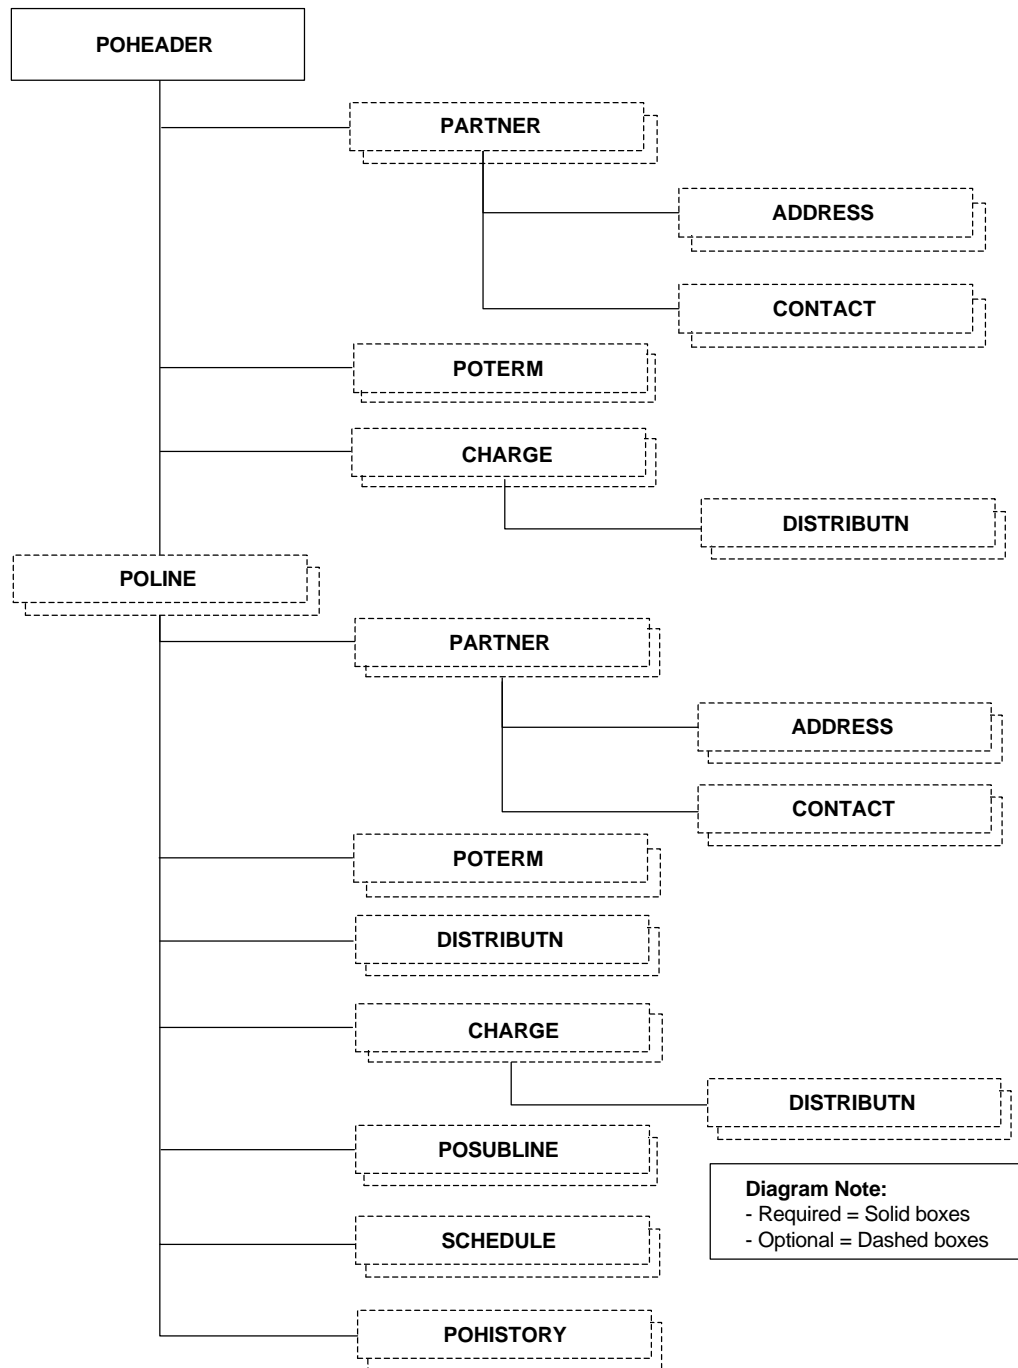 POHEADER
PARTNER
ADDRESS
CONTACT
POTERM
CHARGE
DISTRIBUTN
POLINE
PARTNER
ADDRESS
CONTACT
POTERM
DISTRIBUTN
CHARGE
DISTRIBUTN
POSUBLINE
Diagram Note:
- Required = Solid boxes
- Optional = Dashed boxes
SCHEDULE
POHISTORY